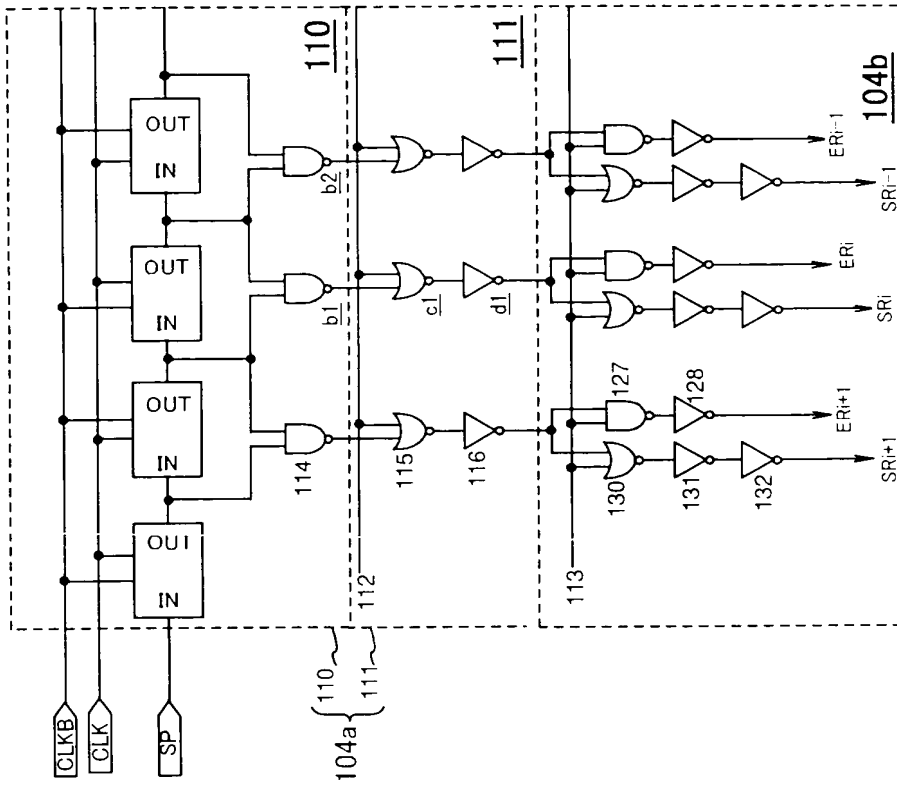 CLKB
CLK
SP
IN OUI
IN OUT
IN OUT
IN OUT
110
111
104a
110
114
b1
b2
111
112
115
116
c1
d1
104b
113
130
127
131
128
132
SRi+1
ERi+1
SRi
ERi
SRi-1
ERi-1